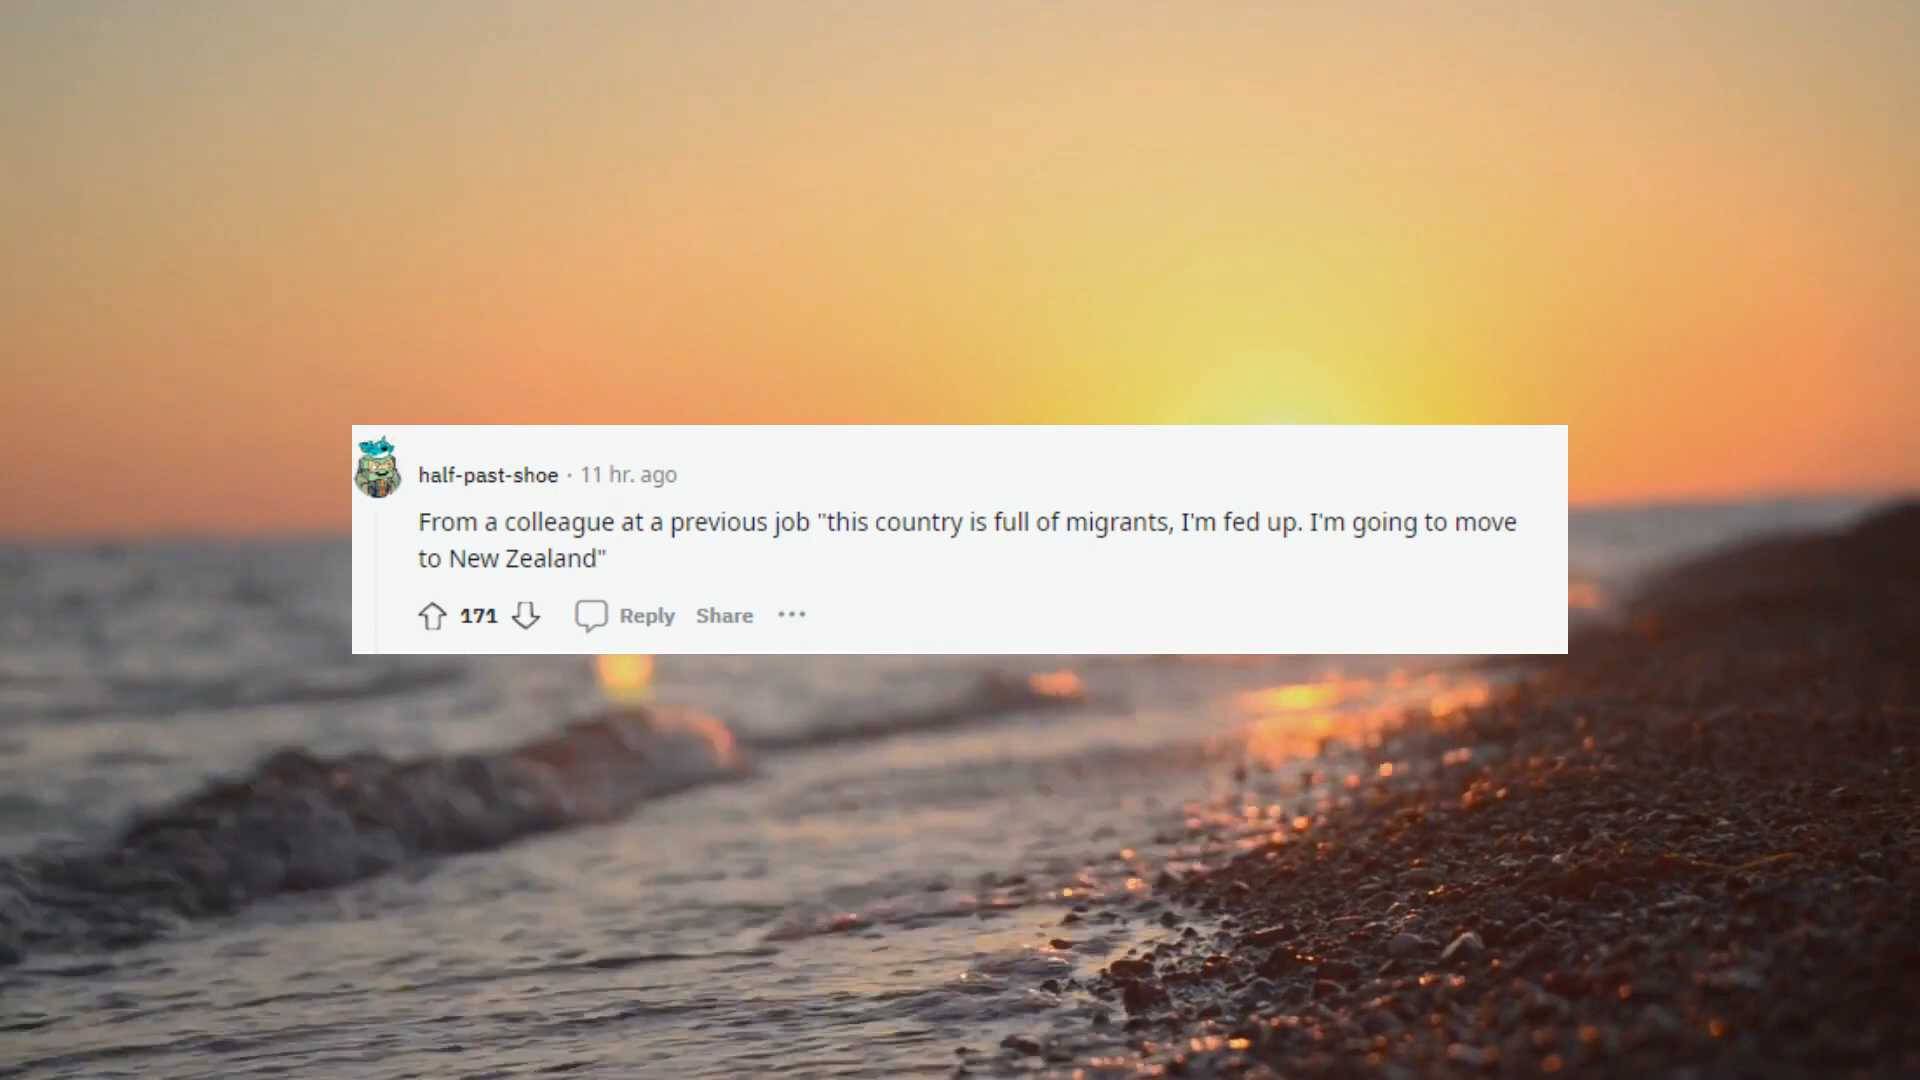 half-past-shoe · 11 hr. ago
From a colleague at a previous job "this country is full of migrants, I'm fed up. I'm going to move
to New Zealand"
171 Reply Share ···